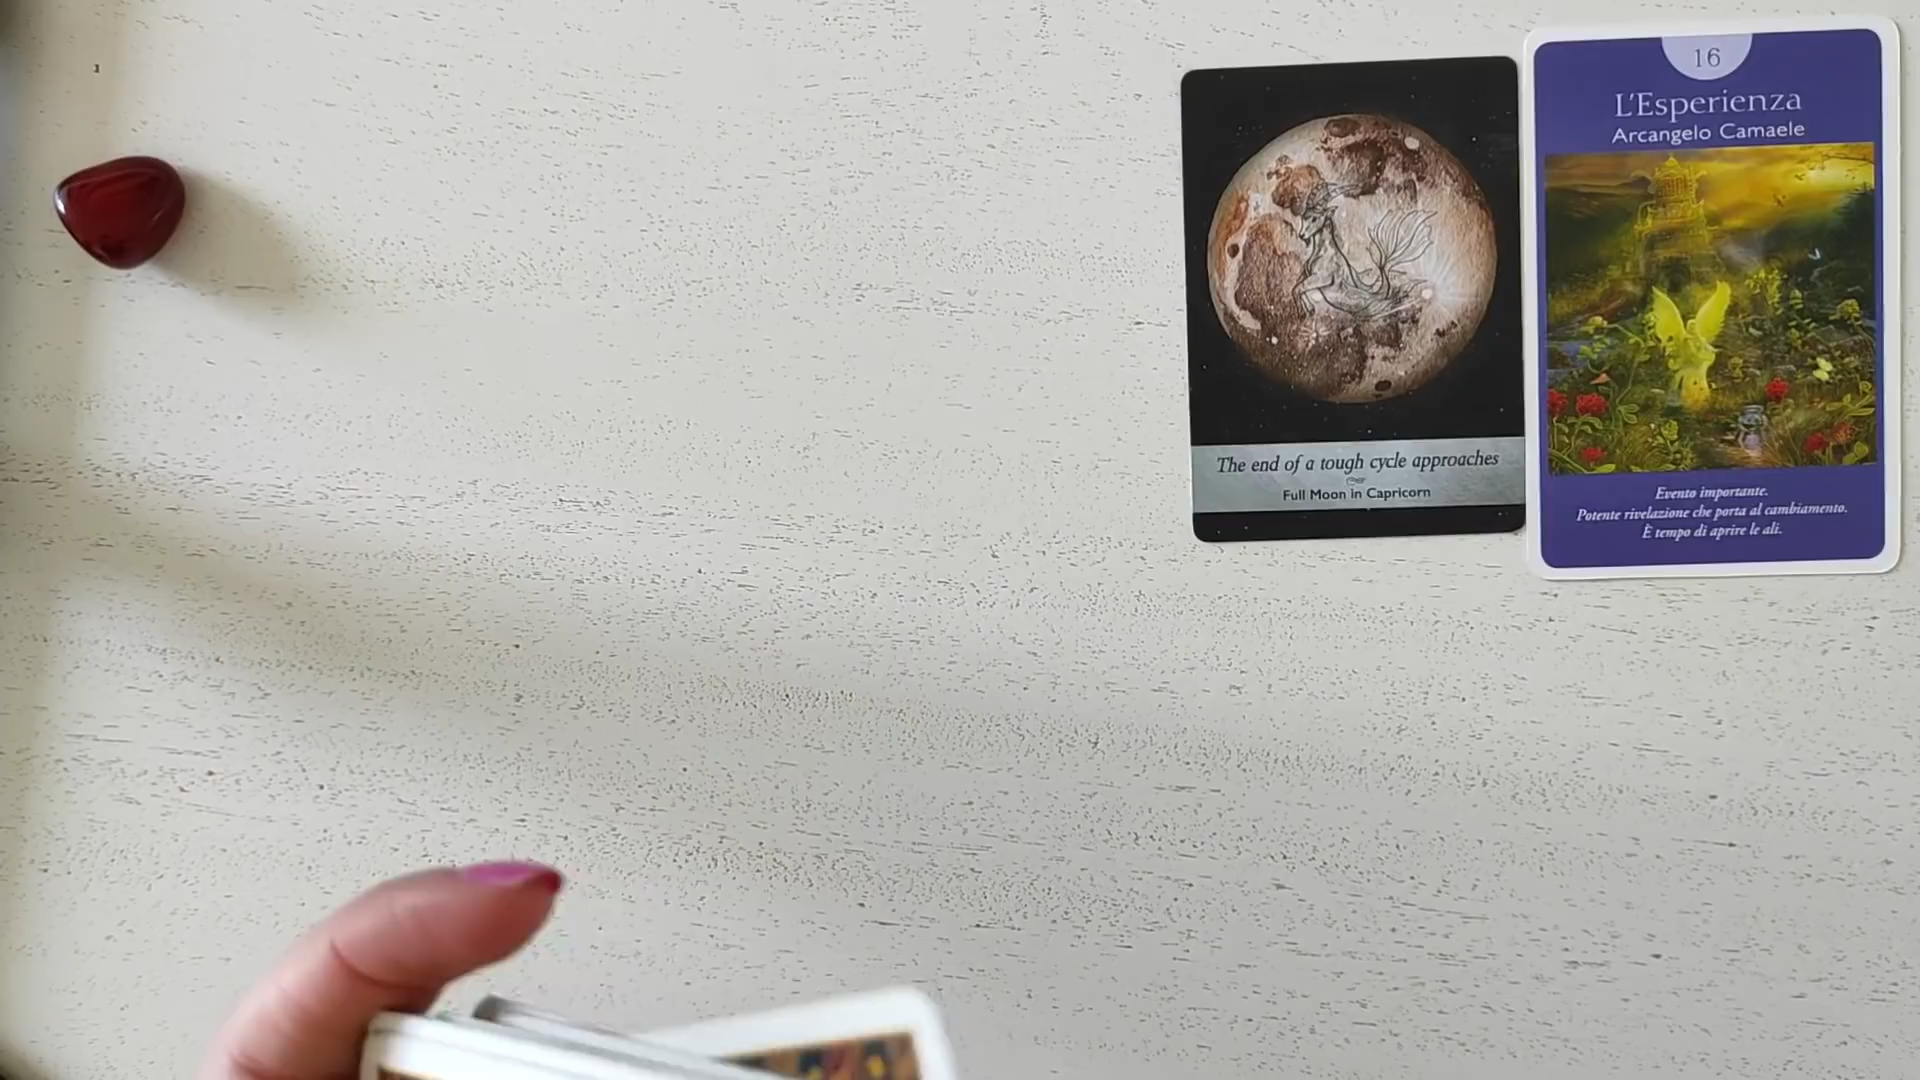 The end of a tough cycle approaches
Full Moon in Capricorn
16
L'Esperienza
Arcangelo Camaele
Evento importante.
Potente rivelazione che porta al cambiamento.
È tempo di aprire le ali.